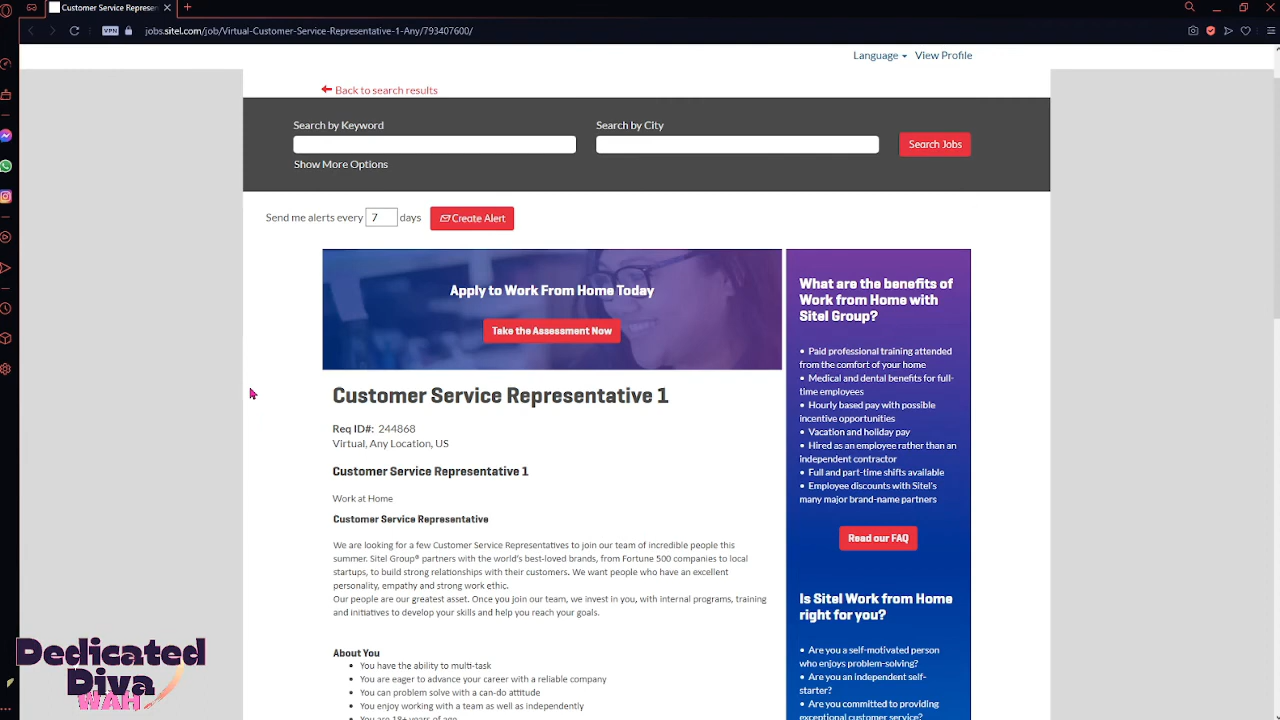 Customer Service Represen
VPN
jobs.sitel.com/job/Virtual-Customer-Service-Representative-1-Any/793407600/
Language
View Profile
Back to search results
Search by Keyword
Search by City
Search Jobs
Show More Options
Send me alerts every 7 days
Create Alert
Apply to Work From Home Today
Take the Assessment Now
Customer Service Representative 1
Req ID#: 244868
Virtual, Any Location, US
Customer Service Representative 1
Work at Home
Customer Service Representative
We are looking for a few Customer Service Representatives to join our team of incredible people this
summer. Sitel Group® partners with the world's best-loved brands, from Fortune 500 companies to local
startups, to build strong relationships with their customers. We want people who have an excellent
personality, empathy and strong work ethic.
Our people are our greatest asset. Once you join our team, we invest in you, with internal programs, training
and initiatives to develop your skills and help you reach your goals.
About You
• You have the ability to multi-task
• You are eager to advance your career with a reliable company
• You can problem solve with a can-do attitude
• You enjoy working with a team as well as independently
• You are 18+ years of age
What are the benefits of
Work from Home with
Sitel Group?
• Paid professional training attended
from the comfort of your home
• Medical and dental benefits for full-
time employees
• Hourly based pay with possible
incentive opportunities
• Vacation and holiday pay
• Hired as an employee rather than an
independent contractor
• Full and part-time shifts available
• Employee discounts with Sitel's
many major brand-name partners
Read our FAQ
Is Sitel Work from Home
right for you?
• Are you a self-motivated person
who enjoys problem-solving?
• Are you an independent self-
starter?
• Are you committed to providing
exceptional customer service?
Dedicated
Diva
WAH